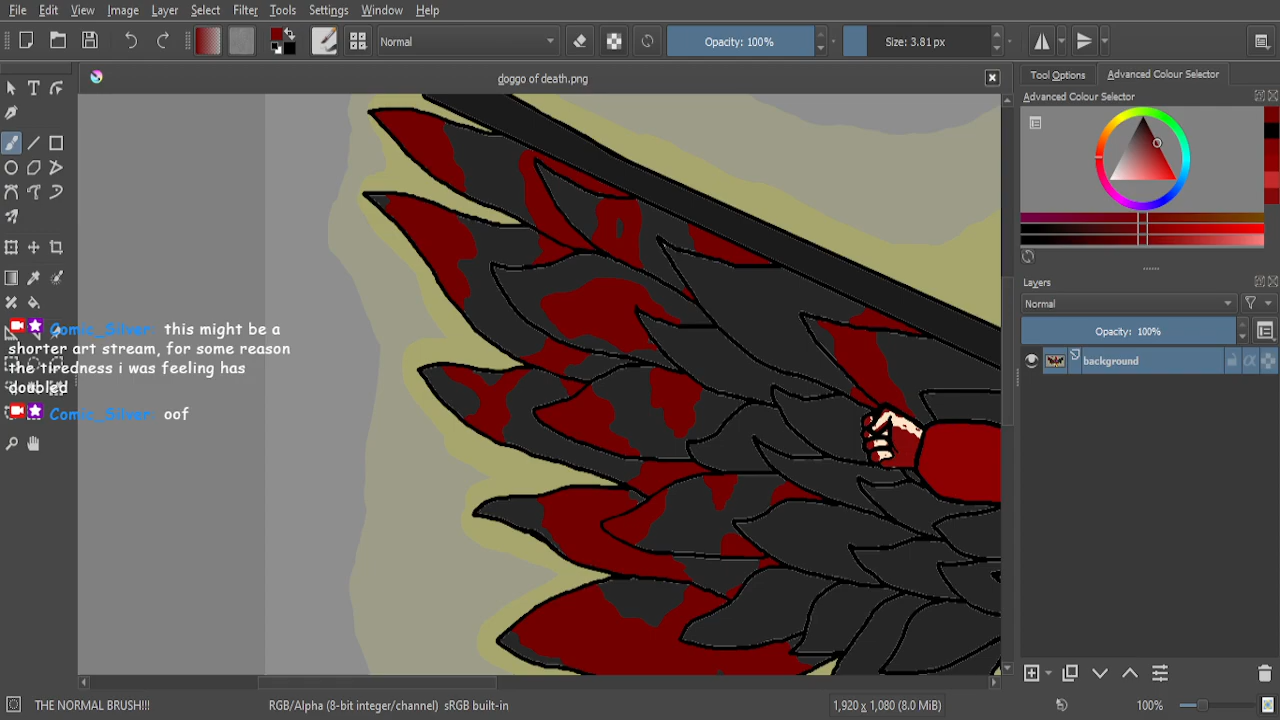 File Edit View Image Layer Select Filter Tools Settings Window Help
Normal Opacity: 100% Size: 3.81 px
doggo of death.png
Tool Options Advanced Colour Selector
Advanced Colour Selector
Layers
Normal
Opacity: 100%
background
Comic_Silver: this might be a
shorter art stream, for some reason
the tiredness i was feeling has
doubled
Comic_Silver: oof
THE NORMAL BRUSH!!! RGB/Alpha (8-bit integer/channel) sRGB built-in 1,920 x 1,080 (8.0 MiB) 100%